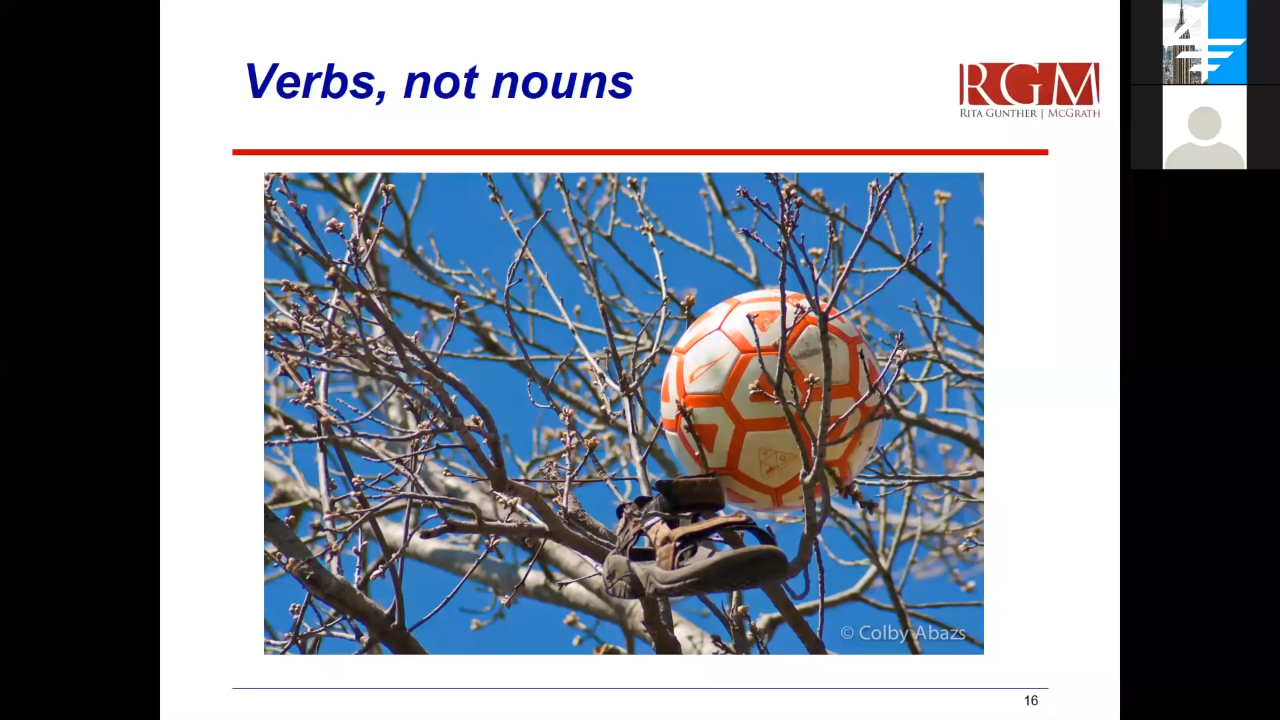 Verbs, not nouns
RGM
RITA GUNTHER | MCGRATH
© Colby Abazs
16